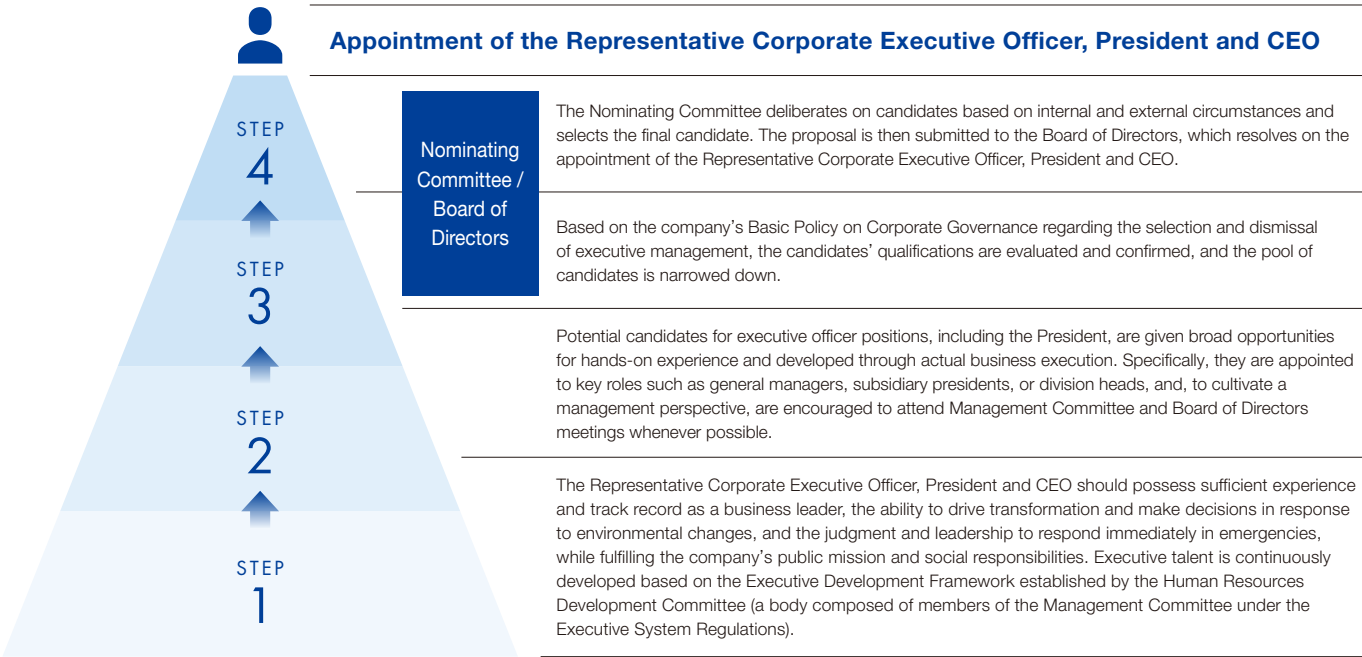 Appointment of the Representative Corporate Executive Officer, President and CEO
STEP
4
Nominating
Committee /
Board of
Directors
The Nominating Committee deliberates on candidates based on internal and external circumstances and
selects the final candidate. The proposal is then submitted to the Board of Directors, which resolves on the
appointment of the Representative Corporate Executive Officer, President and CEO.
STEP
3
Based on the company's Basic Policy on Corporate Governance regarding the selection and dismissal
of executive management, the candidates' qualifications are evaluated and confirmed, and the pool of
candidates is narrowed down.
STEP
2
Potential candidates for executive officer positions, including the President, are given broad opportunities
for hands-on experience and developed through actual business execution. Specifically, they are appointed
to key roles such as general managers, subsidiary presidents, or division heads, and, to cultivate a
management perspective, are encouraged to attend Management Committee and Board of Directors
meetings whenever possible.
STEP
1
The Representative Corporate Executive Officer, President and CEO should possess sufficient experience
and track record as a business leader, the ability to drive transformation and make decisions in response
to environmental changes, and the judgment and leadership to respond immediately in emergencies,
while fulfilling the company's public mission and social responsibilities. Executive talent is continuously
developed based on the Executive Development Framework established by the Human Resources
Development Committee (a body composed of members of the Management Committee under the
Executive System Regulations).